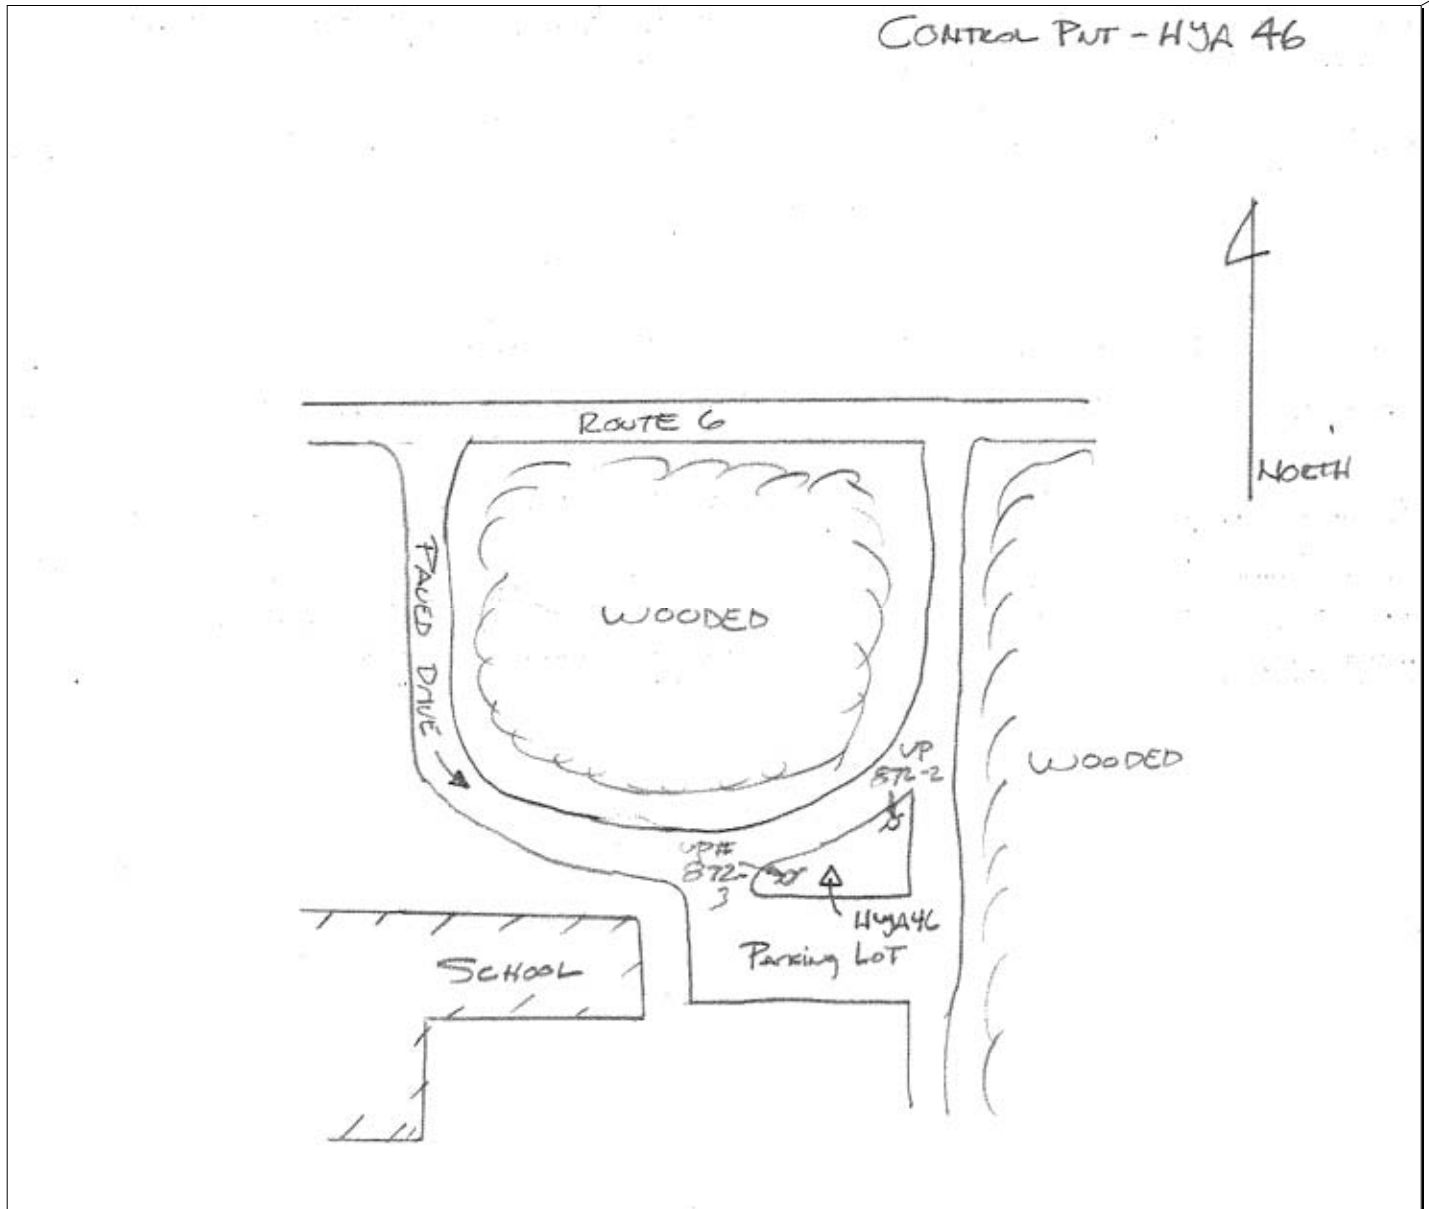 CONTROL PNT - HYA 46
ROUTE 6
NORTH
PAVED DRIVE
WOODED
WOODED
UP
872-2
UP#
872-
3
HYA46
PARKING LOT
SCHOOL